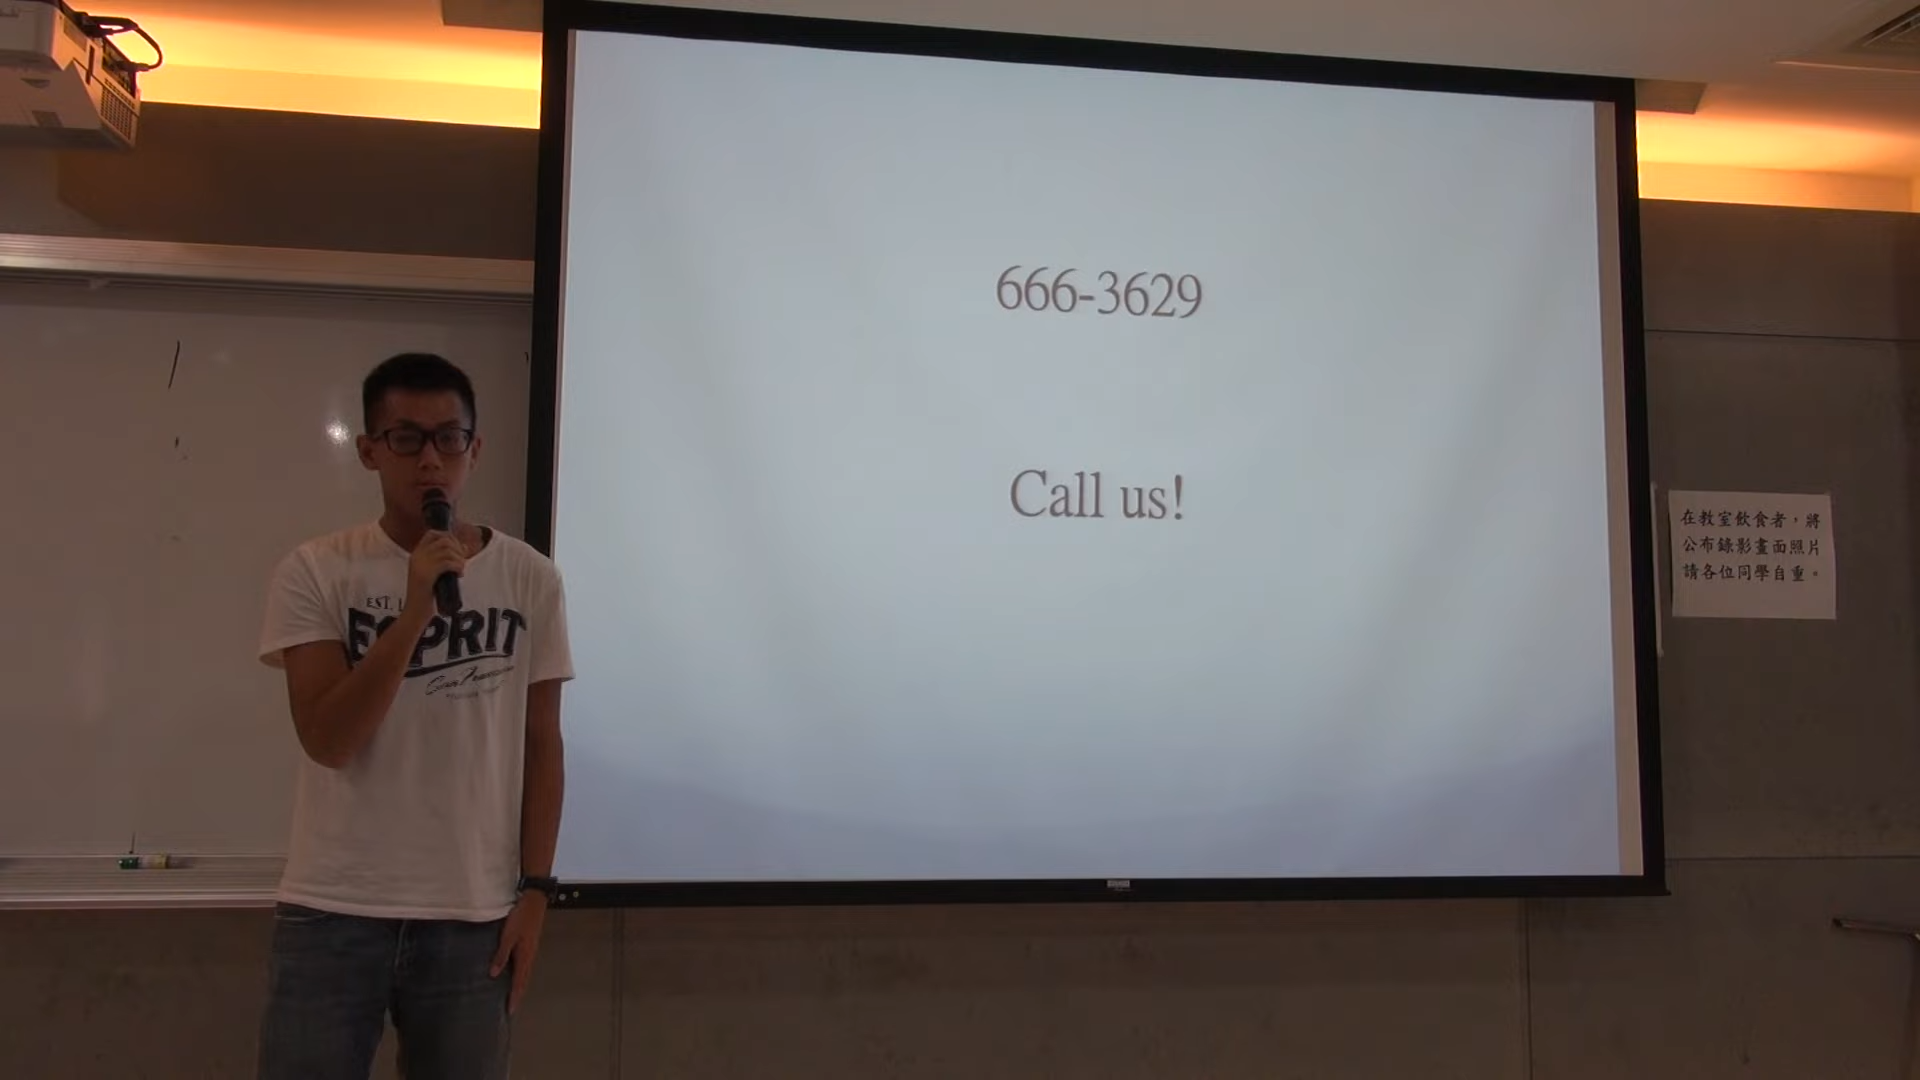 666-3629
Call us!
EST.
ESPRIT
在教室飲食者，將
公布錄影畫面照片
請各位同學自重。